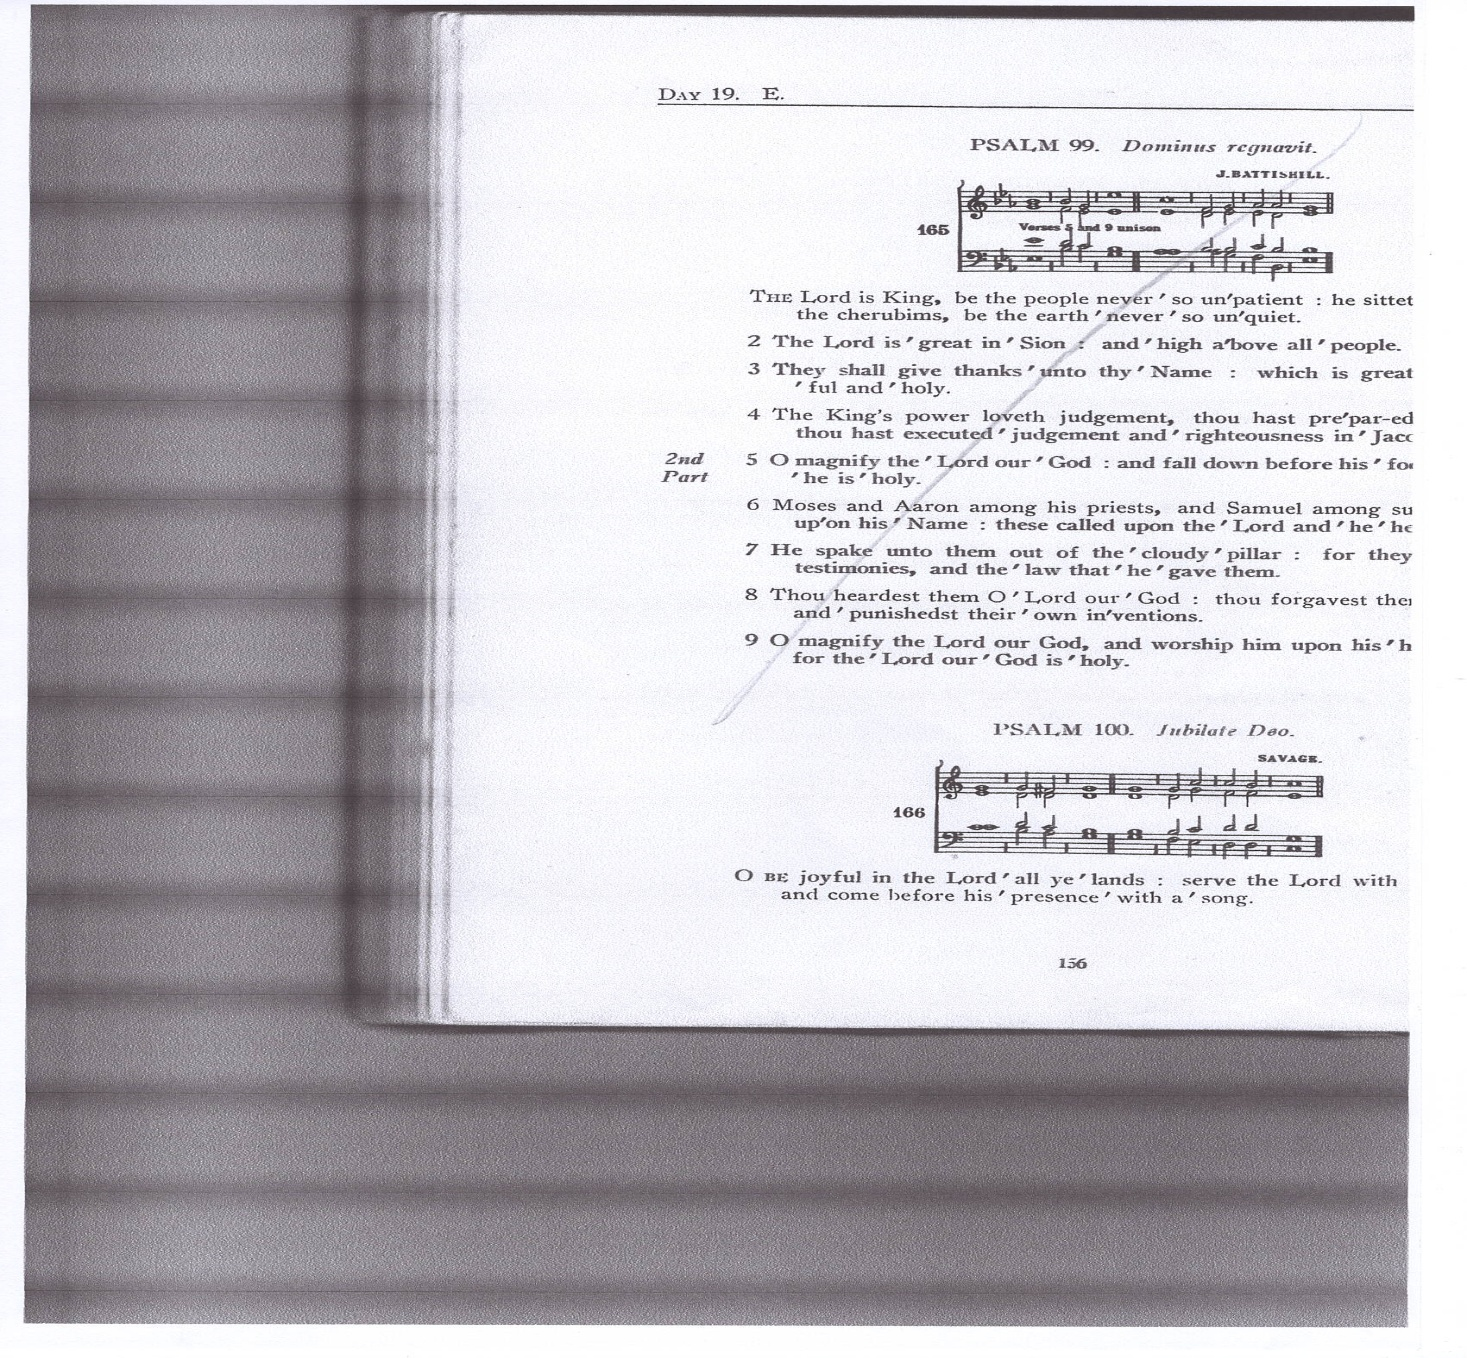 DAY 19. E.
PSALM 99. Dominus regnavit.
J.BATTISHILL.
165
Verses 5 and 9 unison
THE Lord is King, be the people never ' so un'patient : he sittet
the cherubims, be the earth ' never ' so un'quiet.
2 The Lord is ' great in ' Sion : and ' high a'bove all ' people.
3 They shall give thanks ' unto thy ' Name : which is great
' ful and ' holy.
4 The King's power loveth judgement, thou hast pre'par-ed
thou hast executed ' judgement and ' righteousness in ' Jacc
2nd
Part
5 O magnify the ' Lord our ' God : and fall down before his ' foo
' he is ' holy.
6 Moses and Aaron among his priests, and Samuel among su
up'on his ' Name : these called upon the ' Lord and ' he ' he
7 He spake unto them out of the ' cloudy ' pillar : for they
testimonies, and the ' law that ' he ' gave them.
8 Thou heardest them O ' Lord our ' God : thou forgavest the
and ' punishedst their ' own in'ventions.
9 O magnify the Lord our God, and worship him upon his ' h
for the ' Lord our ' God is ' holy.
PSALM 100. Jubilate Deo.
SAVAGE.
166
O BE joyful in the Lord ' all ye ' lands : serve the Lord with
and come before his ' presence ' with a ' song.
156